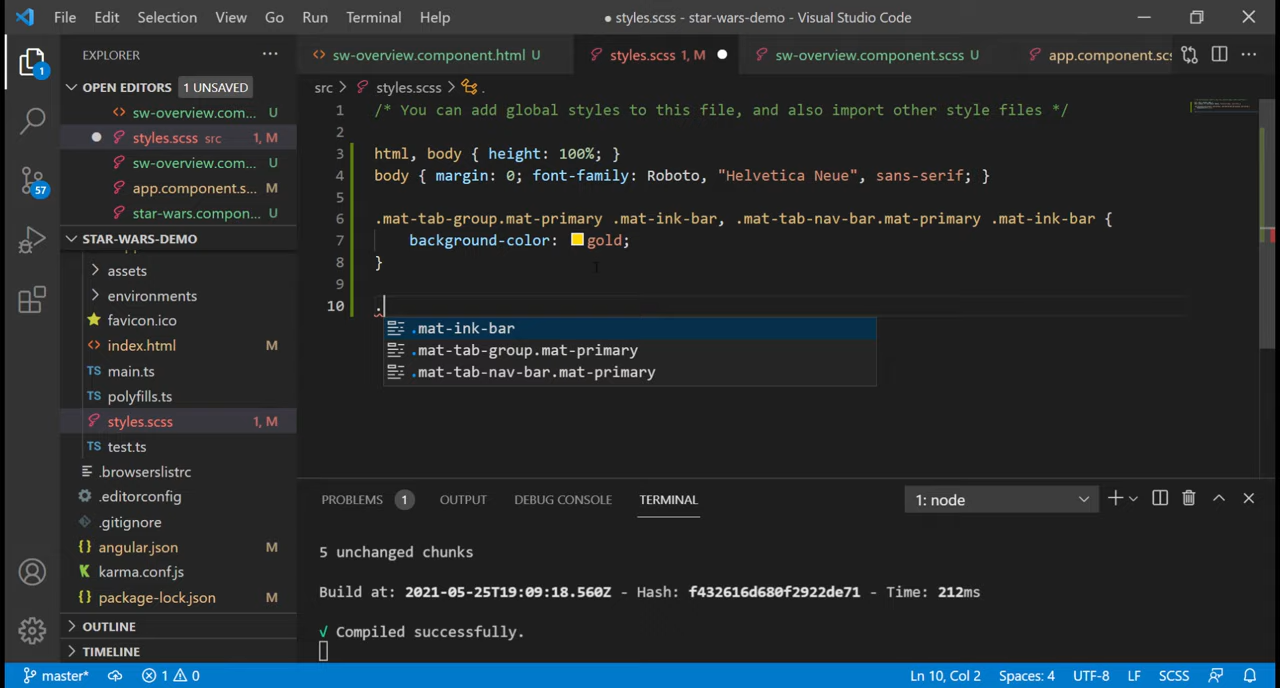 File Edit Selection View Go Run Terminal Help
● styles.scss - star-wars-demo - Visual Studio Code
EXPLORER
sw-overview.component.html U
styles.scss 1, M
sw-overview.component.scss U
app.component.sc
OPEN EDITORS 1 UNSAVED
sw-overview.com... U
styles.scss src 1, M
sw-overview.com... U
app.component.s... M
star-wars.compon... U
STAR-WARS-DEMO
assets
environments
favicon.ico
index.html M
TS main.ts
TS polyfills.ts
styles.scss 1, M
TS test.ts
.browserslistrc
.editorconfig
.gitignore
angular.json M
karma.conf.js
package-lock.json M
OUTLINE
TIMELINE
1
57
src > styles.scss > .
1 /* You can add global styles to this file, and also import other style files */
2
3 html, body { height: 100%; }
4 body { margin: 0; font-family: Roboto, "Helvetica Neue", sans-serif; }
5
6 .mat-tab-group.mat-primary .mat-ink-bar, .mat-tab-nav-bar.mat-primary .mat-ink-bar {
7 background-color: gold;
8 }
9
10 .
.mat-ink-bar
.mat-tab-group.mat-primary
.mat-tab-nav-bar.mat-primary
PROBLEMS 1 OUTPUT DEBUG CONSOLE TERMINAL 1: node
5 unchanged chunks
Build at: 2021-05-25T19:09:18.560Z - Hash: f432616d680f2922de71 - Time: 212ms
√ Compiled successfully.
master* 1 0 Ln 10, Col 2 Spaces: 4 UTF-8 LF SCSS